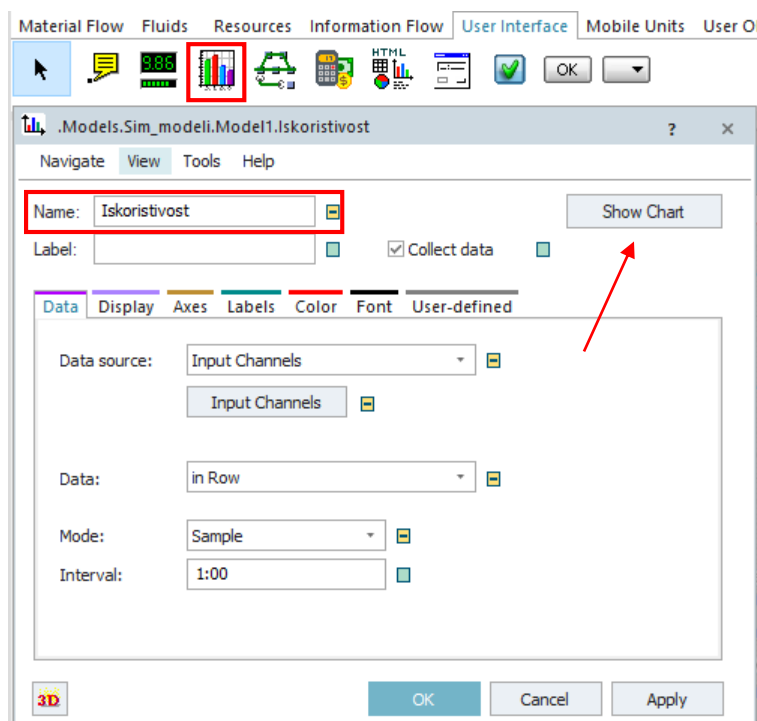 Material Flow Fluids Resources Information Flow User Interface Mobile Units
9.86
HTML
OK
.Models.Sim_modeli.Model1.Iskoristivost ? ×
Navigate View Tools Help
Name: Iskoristivost Show Chart
Label: Collect data
Data Display Axes Labels Color Font User-defined
Data source: Input Channels
Input Channels
Data: in Row
Mode: Sample
Interval: 1:00
3D OK Cancel Apply